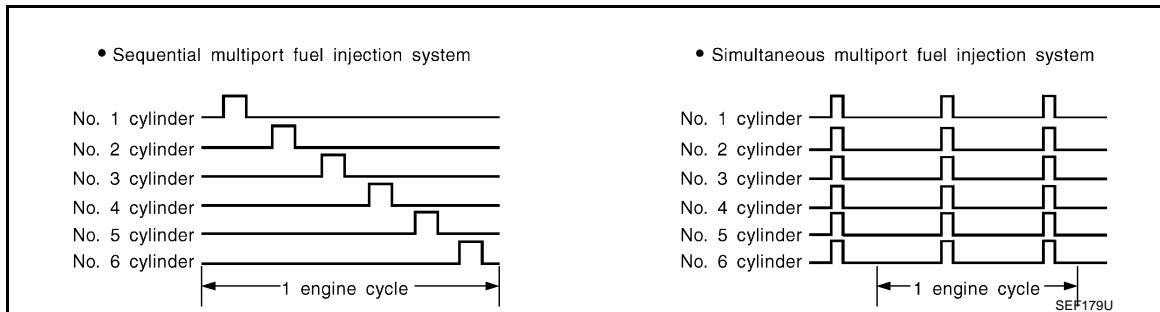 • Sequential multiport fuel injection system
No. 1 cylinder
No. 2 cylinder
No. 3 cylinder
No. 4 cylinder
No. 5 cylinder
No. 6 cylinder
1 engine cycle
• Simultaneous multiport fuel injection system
No. 1 cylinder
No. 2 cylinder
No. 3 cylinder
No. 4 cylinder
No. 5 cylinder
No. 6 cylinder
1 engine cycle
SEF179U